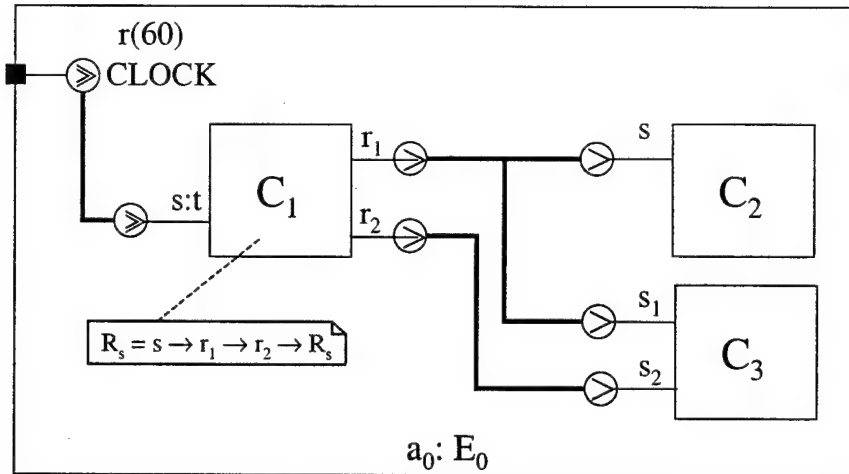 r(60)
CLOCK
s:t
C₁
r₁
r₂
s
C₂
s₁
s₂
C₃
Rₛ = s → r₁ → r₂ → Rₛ
a₀: E₀